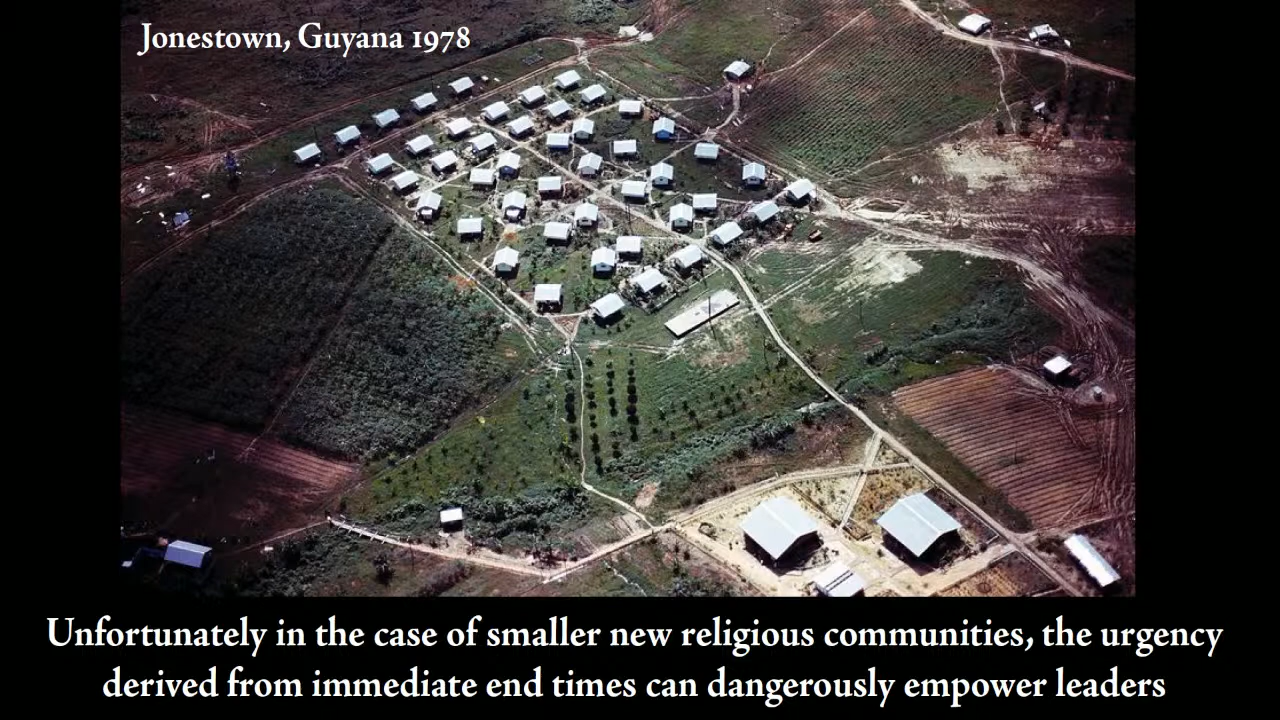 Jonestown, Guyana 1978
Unfortunately in the case of smaller new religious communities, the urgency
derived from immediate end times can dangerously empower leaders